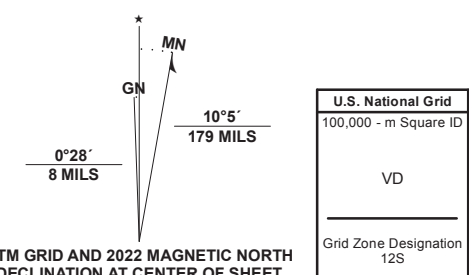 ★
MN
GN
10°5´
179 MILS
0°28´
8 MILS
TM GRID AND 2022 MAGNETIC NORTH
DECLINATION AT CENTER OF SHEET
U.S. National Grid
100,000 - m Square ID
VD
Grid Zone Designation
12S